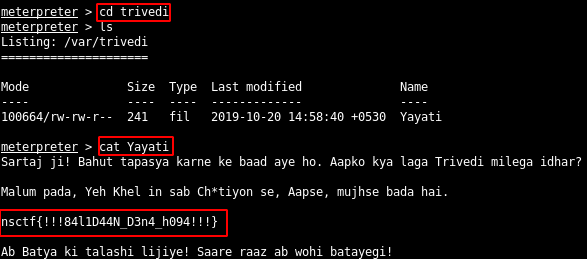 meterpreter > cd trivedi
meterpreter > ls
Listing: /var/trivedi
=====================
Mode              Size  Type  Last modified              Name
----              ----  ----  -------------              ----
100664/rw-rw-r--  241   fil   2019-10-20 14:58:40 +0530  Yayati
meterpreter > cat Yayati
Sartaj ji! Bahut tapasya karne ke baad aye ho. Aapko kya laga Trivedi milega idhar?
Malum pada, Yeh Khel in sab Ch*tiyon se, Aapse, mujhse bada hai.
nsctf{!!!84l1D44N_D3n4_h094!!!}
Ab Batya ki talashi lijiye! Saare raaz ab wohi batayegi!